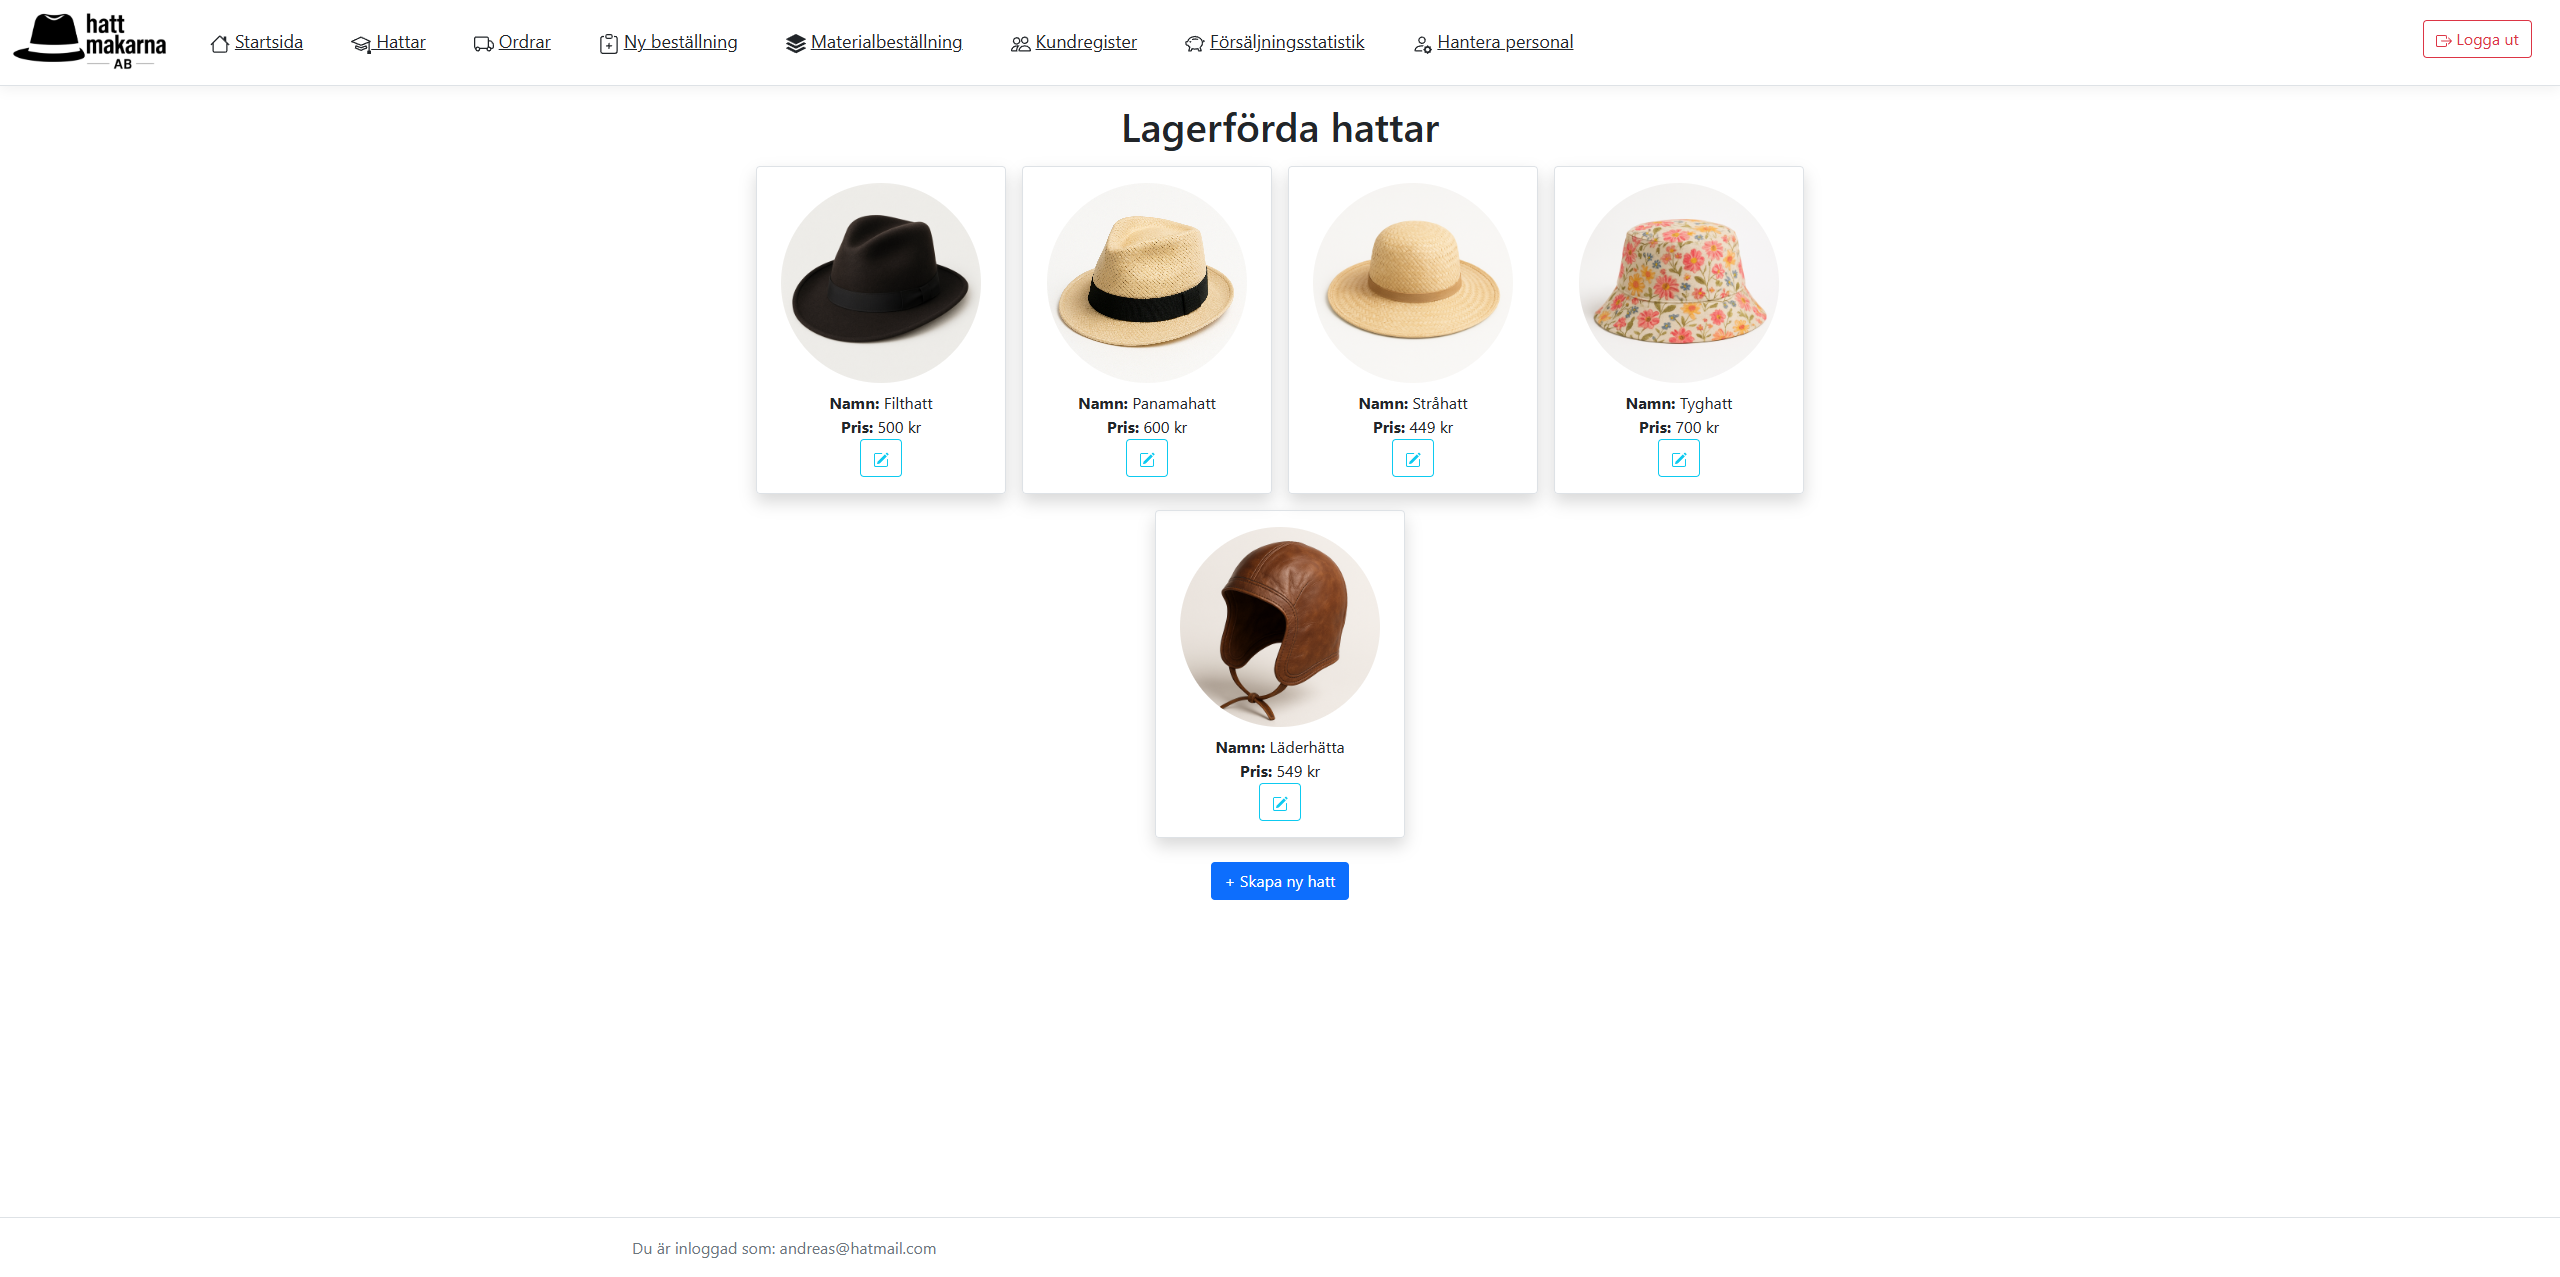 hatt
makarna
AB
Startsida Hattar Ordrar Ny beställning Materialbeställning Kundregister Försäljningsstatistik Hantera personal Logga ut
Lagerförda hattar
Namn: Filthatt
Pris: 500 kr
Namn: Panamahatt
Pris: 600 kr
Namn: Stråhatt
Pris: 449 kr
Namn: Tyghatt
Pris: 700 kr
Namn: Läderhätta
Pris: 549 kr
+ Skapa ny hatt
Du är inloggad som: andreas@hatmail.com